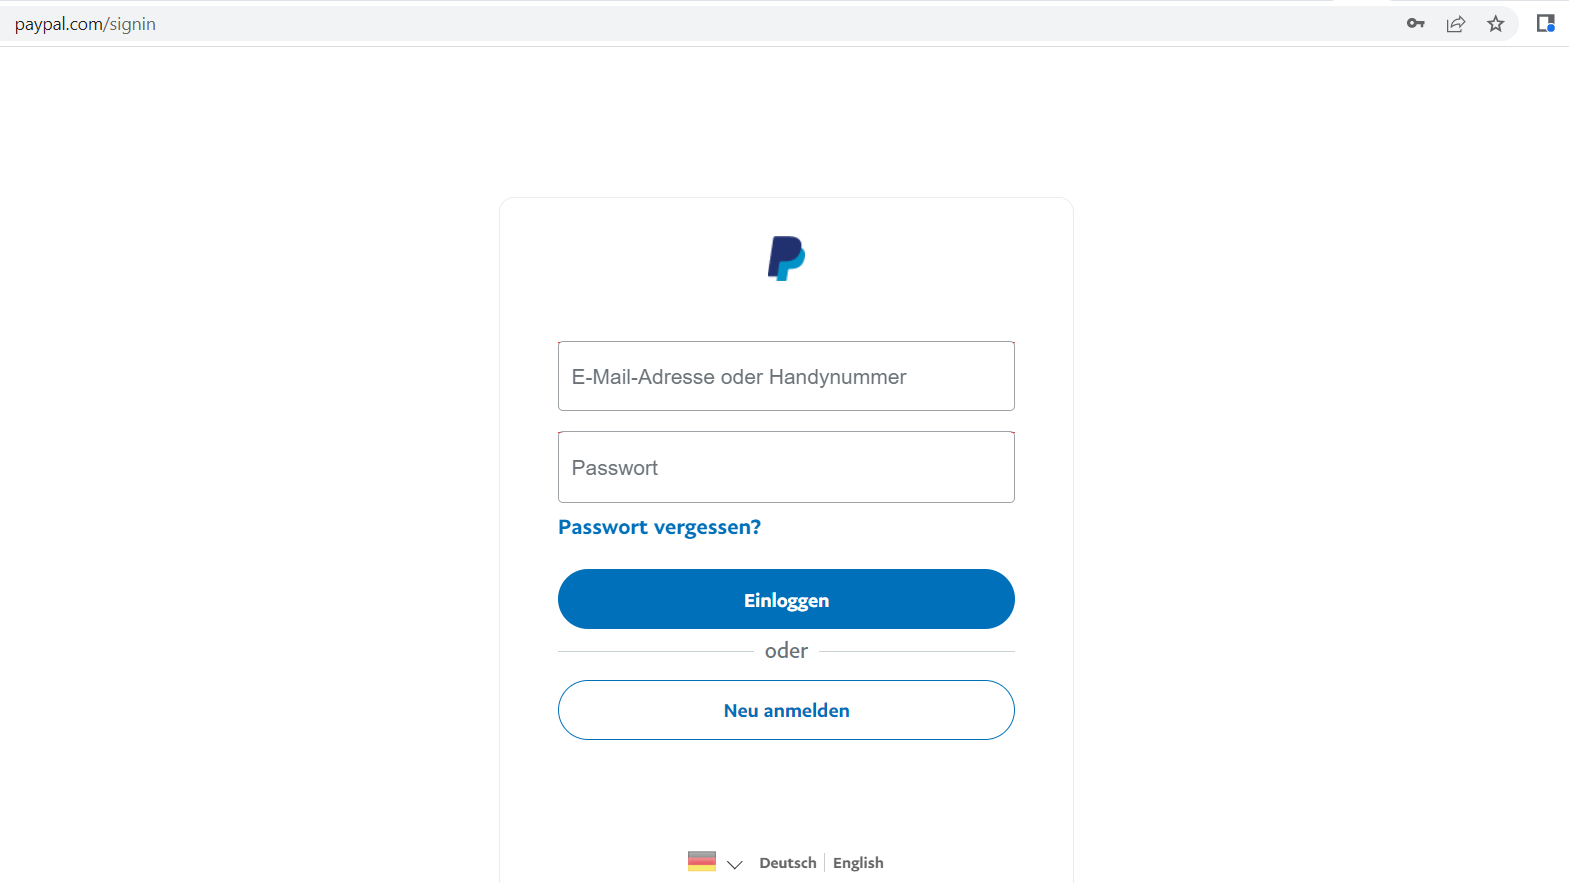 paypal.com/signin
E-Mail-Adresse oder Handynummer
Passwort
Passwort vergessen?
Einloggen
oder
Neu anmelden
Deutsch English